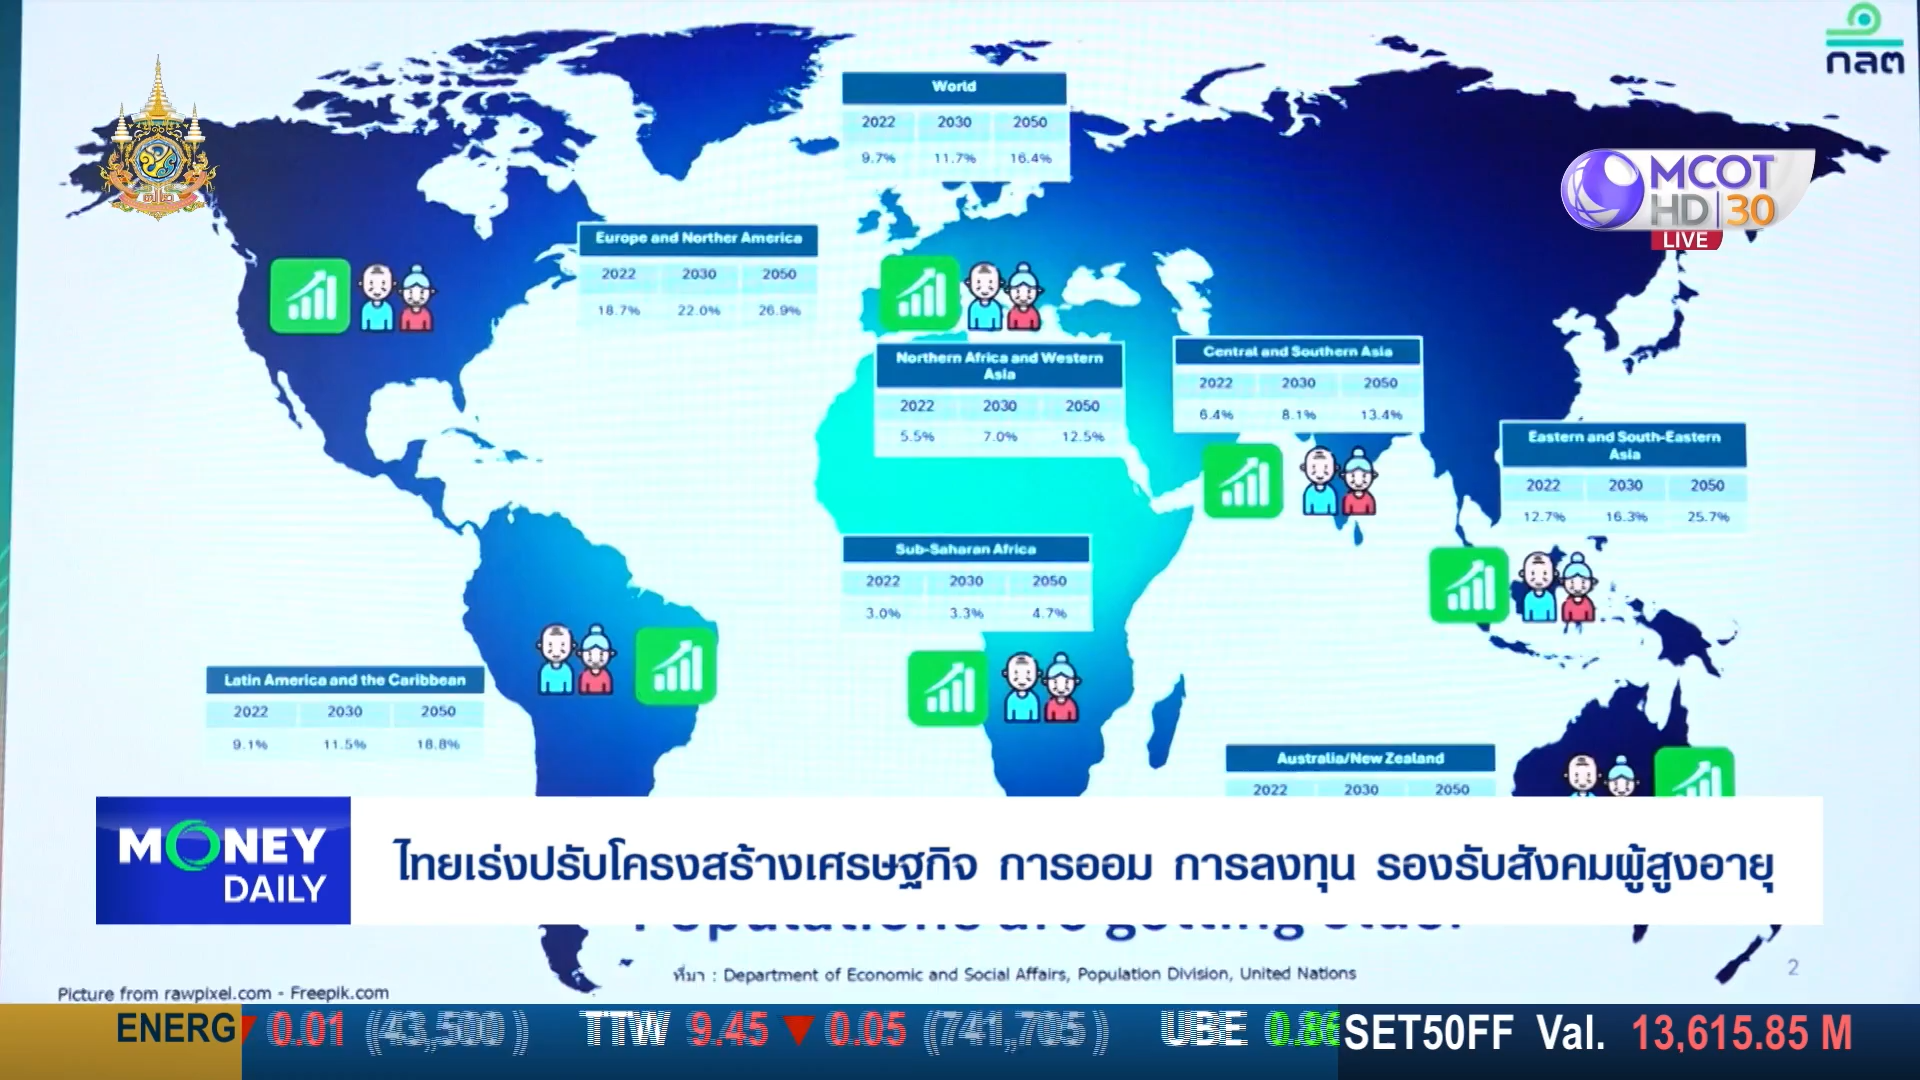 กลต
World
2022 2030 2050
9.7% 11.7% 16.4%
MCOT
HD 30
LIVE
Europe and Norther America
2022 2030 2050
18.7% 22.0% 26.9%
Northern Africa and Western
Asia
2022 2030 2050
5.5% 7.0% 12.5%
Central and Southern Asia
2022 2030 2050
6.4% 8.1% 13.4%
Eastern and South-Eastern
Asia
2022 2030 2050
12.7% 16.3% 25.7%
Sub-Saharan Africa
2022 2030 2050
3.0% 3.3% 4.7%
Latin America and the Caribbean
2022 2030 2050
9.1% 11.5% 18.8%
Australia/New Zealand
2022 2030 2050
MONEY
DAILY
ไทยเร่งปรับโครงสร้างเศรษฐกิจ การออม การลงทุน รองรับสังคมผู้สูงอายุ
ที่มา : Department of Economic and Social Affairs, Population Division, United Nations
2
Picture from rawpixel.com - Freepik.com
ENERG 0.01 (43,500) TTW 9.45 0.05 (741,705) UBE
SET50FF Val. 13,615.85 M